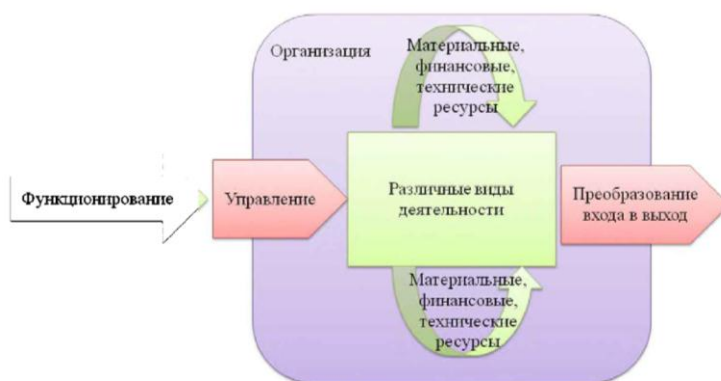 Организация
Материальные,
финансовые,
технические
ресурсы
Функционирование
Управление
Различные виды
деятельности
Преобразование
входа в выход
Материальные,
финансовые,
технические
ресурсы